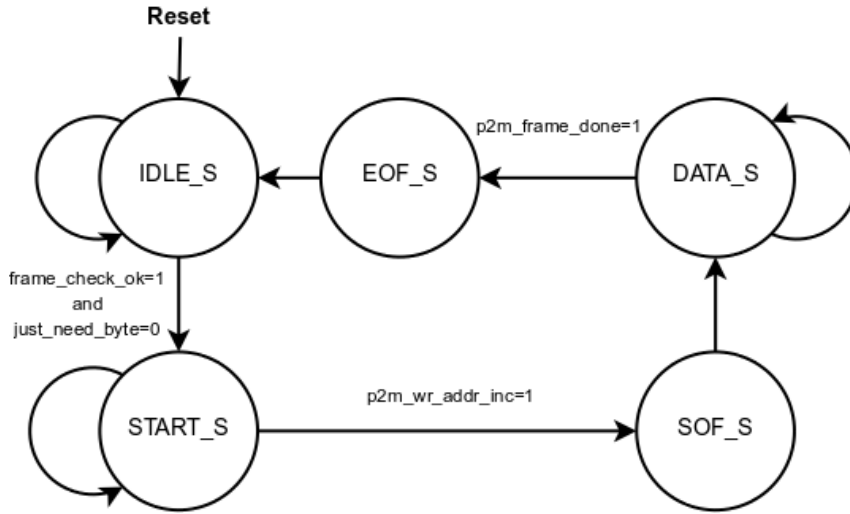 Reset
p2m_frame_done=1
IDLE_S
EOF_S
DATA_S
frame_check_ok=1
and
just_need_byte=0
p2m_wr_addr_inc=1
START_S
SOF_S